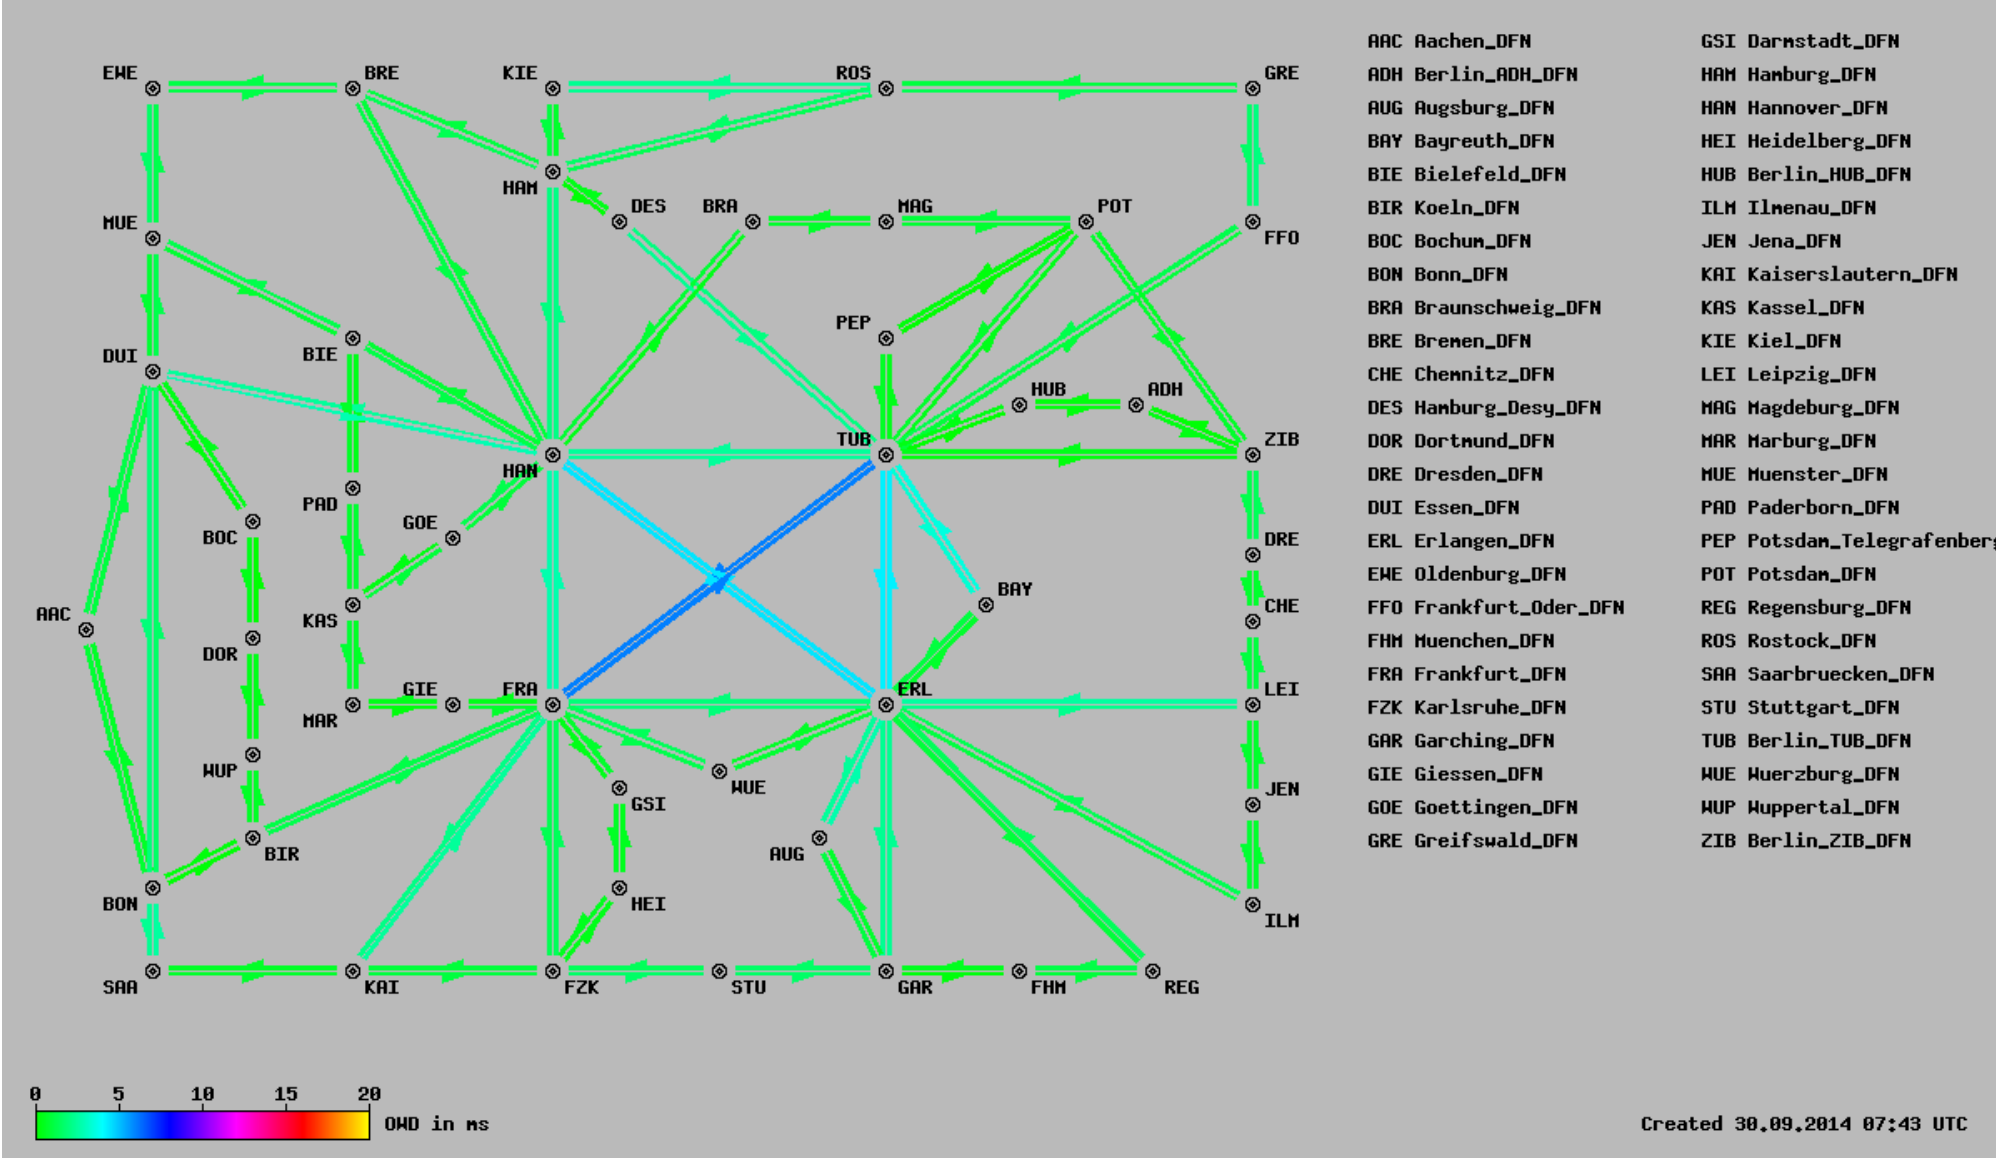 EWE BRE KIE ROS GRE
HAM
DES BRA MAG POT
MUE FFO
PEP
DUI BIE
HUB ADH
TUB ZIB
HAN
PAD GOE
BOC DRE
BAY
AAC KAS CHE
DOR
GIE FRA ERL LEI
MAR
WUP WUE JEN
GSI
BIR AUG
BON HEI ILM
SAA KAI FZK STU GAR FHM REG
AAC Aachen_DFN
ADH Berlin_ADH_DFN
AUG Augsburg_DFN
BAY Bayreuth_DFN
BIE Bielefeld_DFN
BIR Koeln_DFN
BOC Bochum_DFN
BON Bonn_DFN
BRA Braunschweig_DFN
BRE Bremen_DFN
CHE Chemnitz_DFN
DES Hamburg_Desy_DFN
DOR Dortmund_DFN
DRE Dresden_DFN
DUI Essen_DFN
ERL Erlangen_DFN
EWE Oldenburg_DFN
FFO Frankfurt_Oder_DFN
FHM Muenchen_DFN
FRA Frankfurt_DFN
FZK Karlsruhe_DFN
GAR Garching_DFN
GIE Giessen_DFN
GOE Goettingen_DFN
GRE Greifswald_DFN
GSI Darmstadt_DFN
HAM Hamburg_DFN
HAN Hannover_DFN
HEI Heidelberg_DFN
HUB Berlin_HUB_DFN
ILM Ilmenau_DFN
JEN Jena_DFN
KAI Kaiserslautern_DFN
KAS Kassel_DFN
KIE Kiel_DFN
LEI Leipzig_DFN
MAG Magdeburg_DFN
MAR Marburg_DFN
MUE Muenster_DFN
PAD Paderborn_DFN
PEP Potsdam_Telegrafenberg
POT Potsdam_DFN
REG Regensburg_DFN
ROS Rostock_DFN
SAA Saarbruecken_DFN
STU Stuttgart_DFN
TUB Berlin_TUB_DFN
WUE Wuerzburg_DFN
WUP Wuppertal_DFN
ZIB Berlin_ZIB_DFN
0 5 10 15 20
OWD in ms
Created 30.09.2014 07:43 UTC